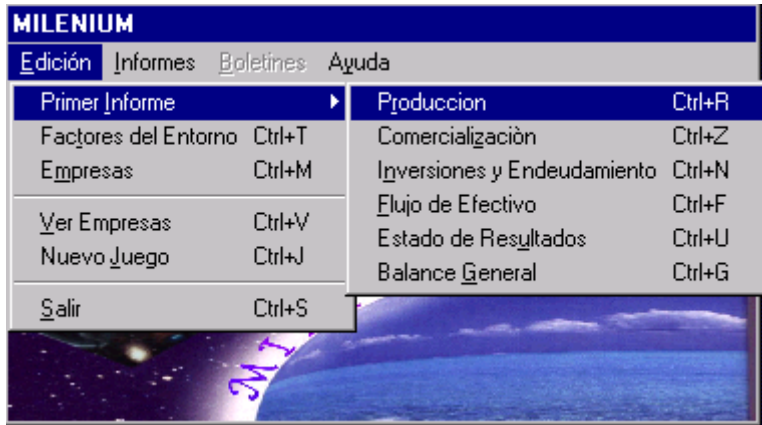 MILENIUM
Edición Informes Boletines Ayuda
Primer Informe
Factores del Entorno Ctrl+T
Empresas Ctrl+M
Ver Empresas Ctrl+V
Nuevo Juego Ctrl+J
Salir Ctrl+S
Produccion Ctrl+R
Comercializaciòn Ctrl+Z
Inversiones y Endeudamiento Ctrl+N
Flujo de Efectivo Ctrl+F
Estado de Resultados Ctrl+U
Balance General Ctrl+G